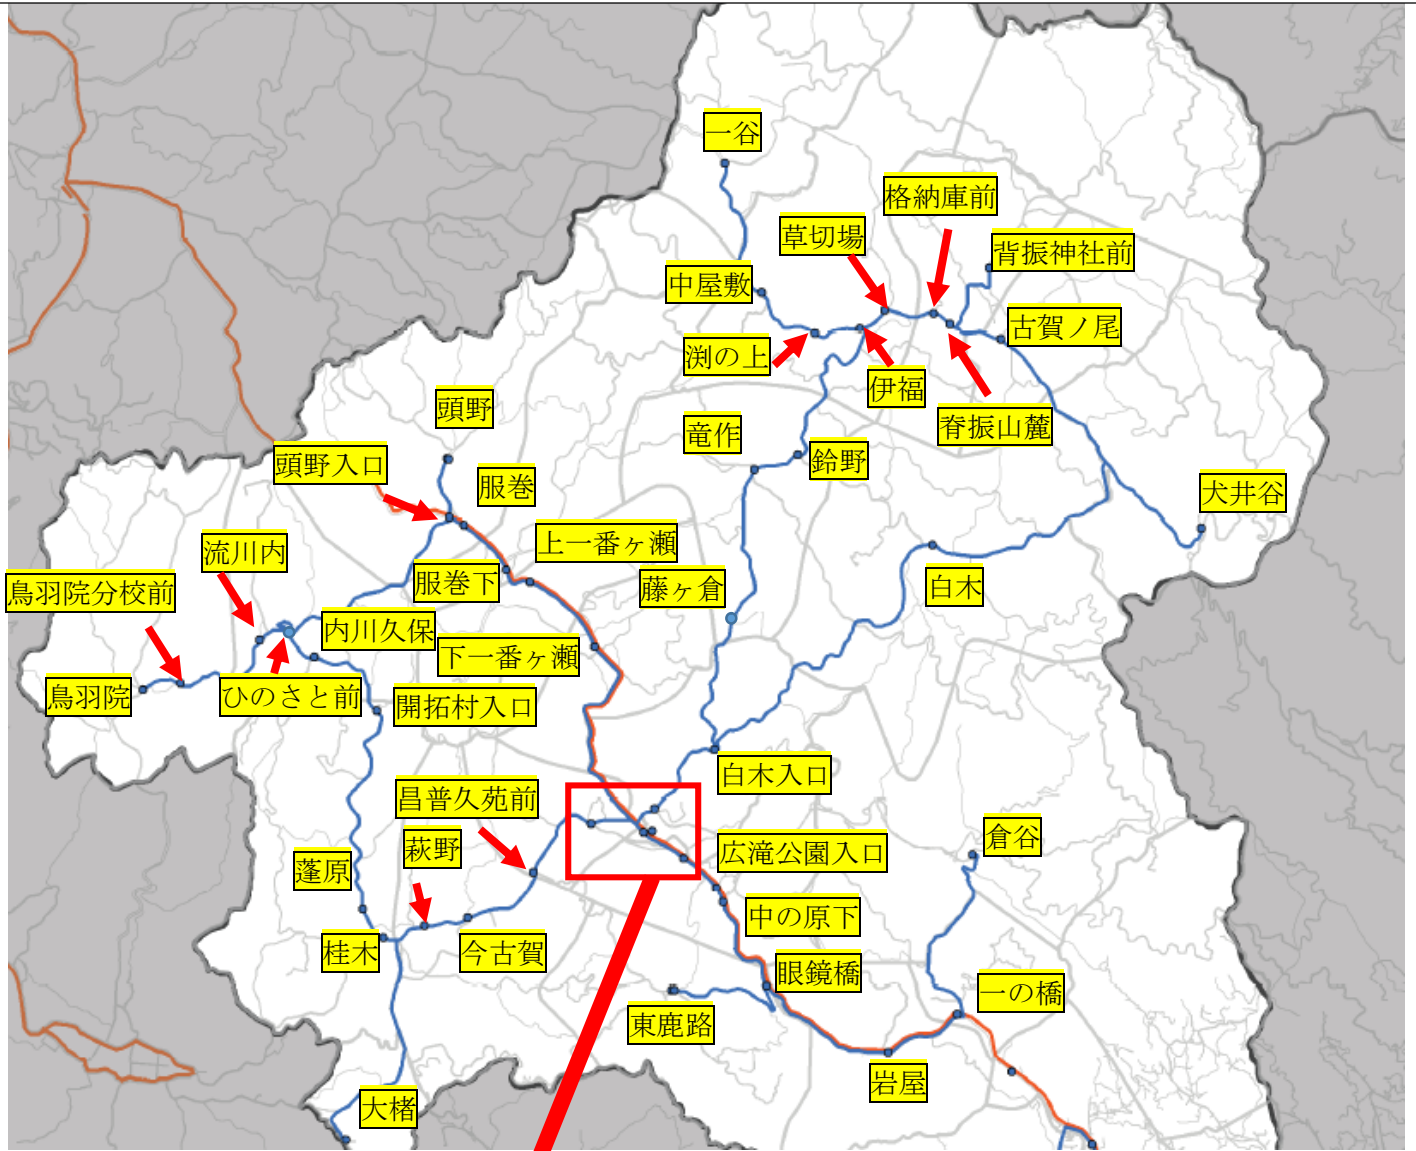 一谷
格納庫前
草切場
背振神社前
中屋敷
古賀ノ尾
渕の上
伊福
頭野
脊振山麓
竜作
鈴野
頭野入口
服巻
犬井谷
流川内
上一番ヶ瀬
服巻下
藤ヶ倉
白木
鳥羽院分校前
内川久保
下一番ヶ瀬
鳥羽院
ひのさと前
開拓村入口
白木入口
昌普久苑前
倉谷
萩野
広滝公園入口
蓬原
中の原下
桂木
今古賀
眼鏡橋
一の橋
東鹿路
岩屋
大楮